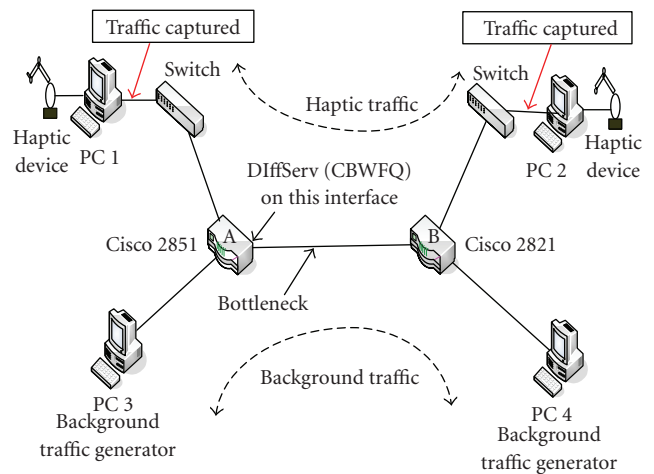 Traffic captured
Traffic captured
Switch
Switch
Haptic traffic
Haptic
device
PC 1
PC 2
Haptic
device
DIffServ (CBWFQ)
on this interface
A
B
Cisco 2851
Cisco 2821
Bottleneck
Background traffic
PC 3
Background
traffic generator
PC 4
Background
traffic generator